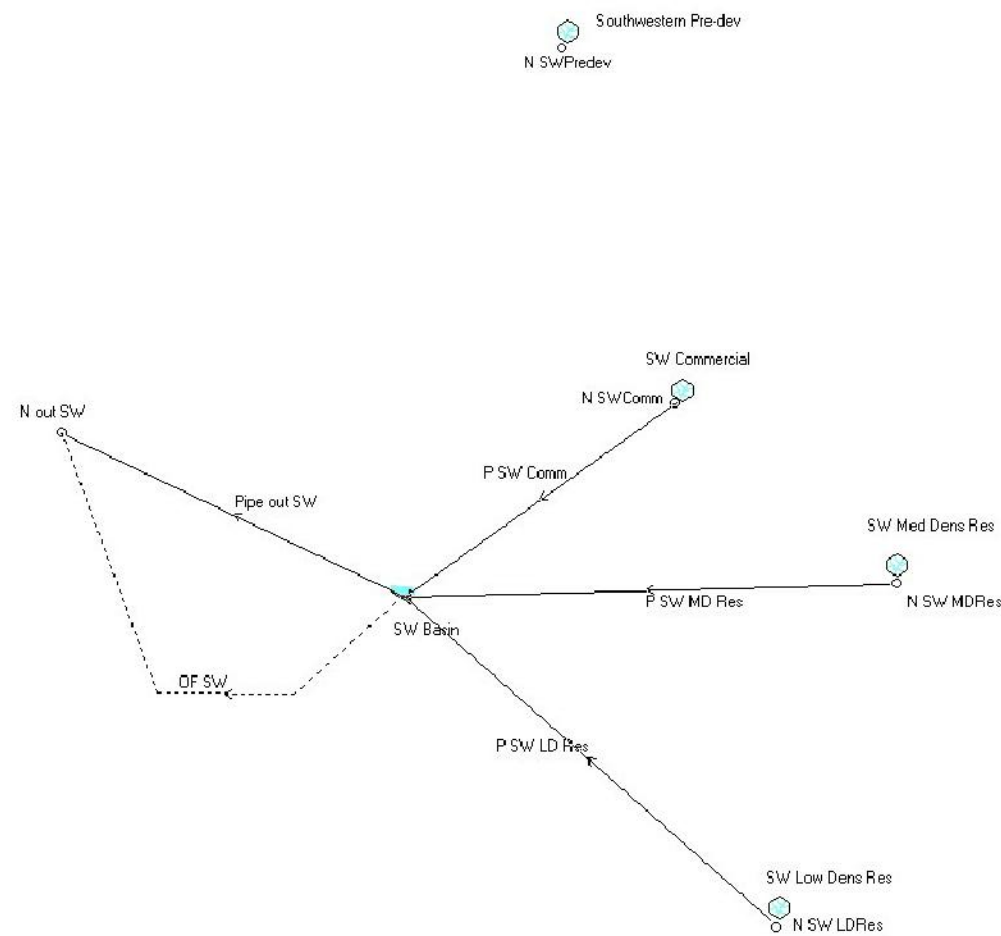 Southwestern Pre-dev
N SWPredev
SW Commercial
N SWComm
N out SW
P SW Comm
Pipe out SW
SW Med Dens Res
P SW MD Res
N SW MDRes
SW Basin
OF SW
P SW LD Res
SW Low Dens Res
N SW LDRes